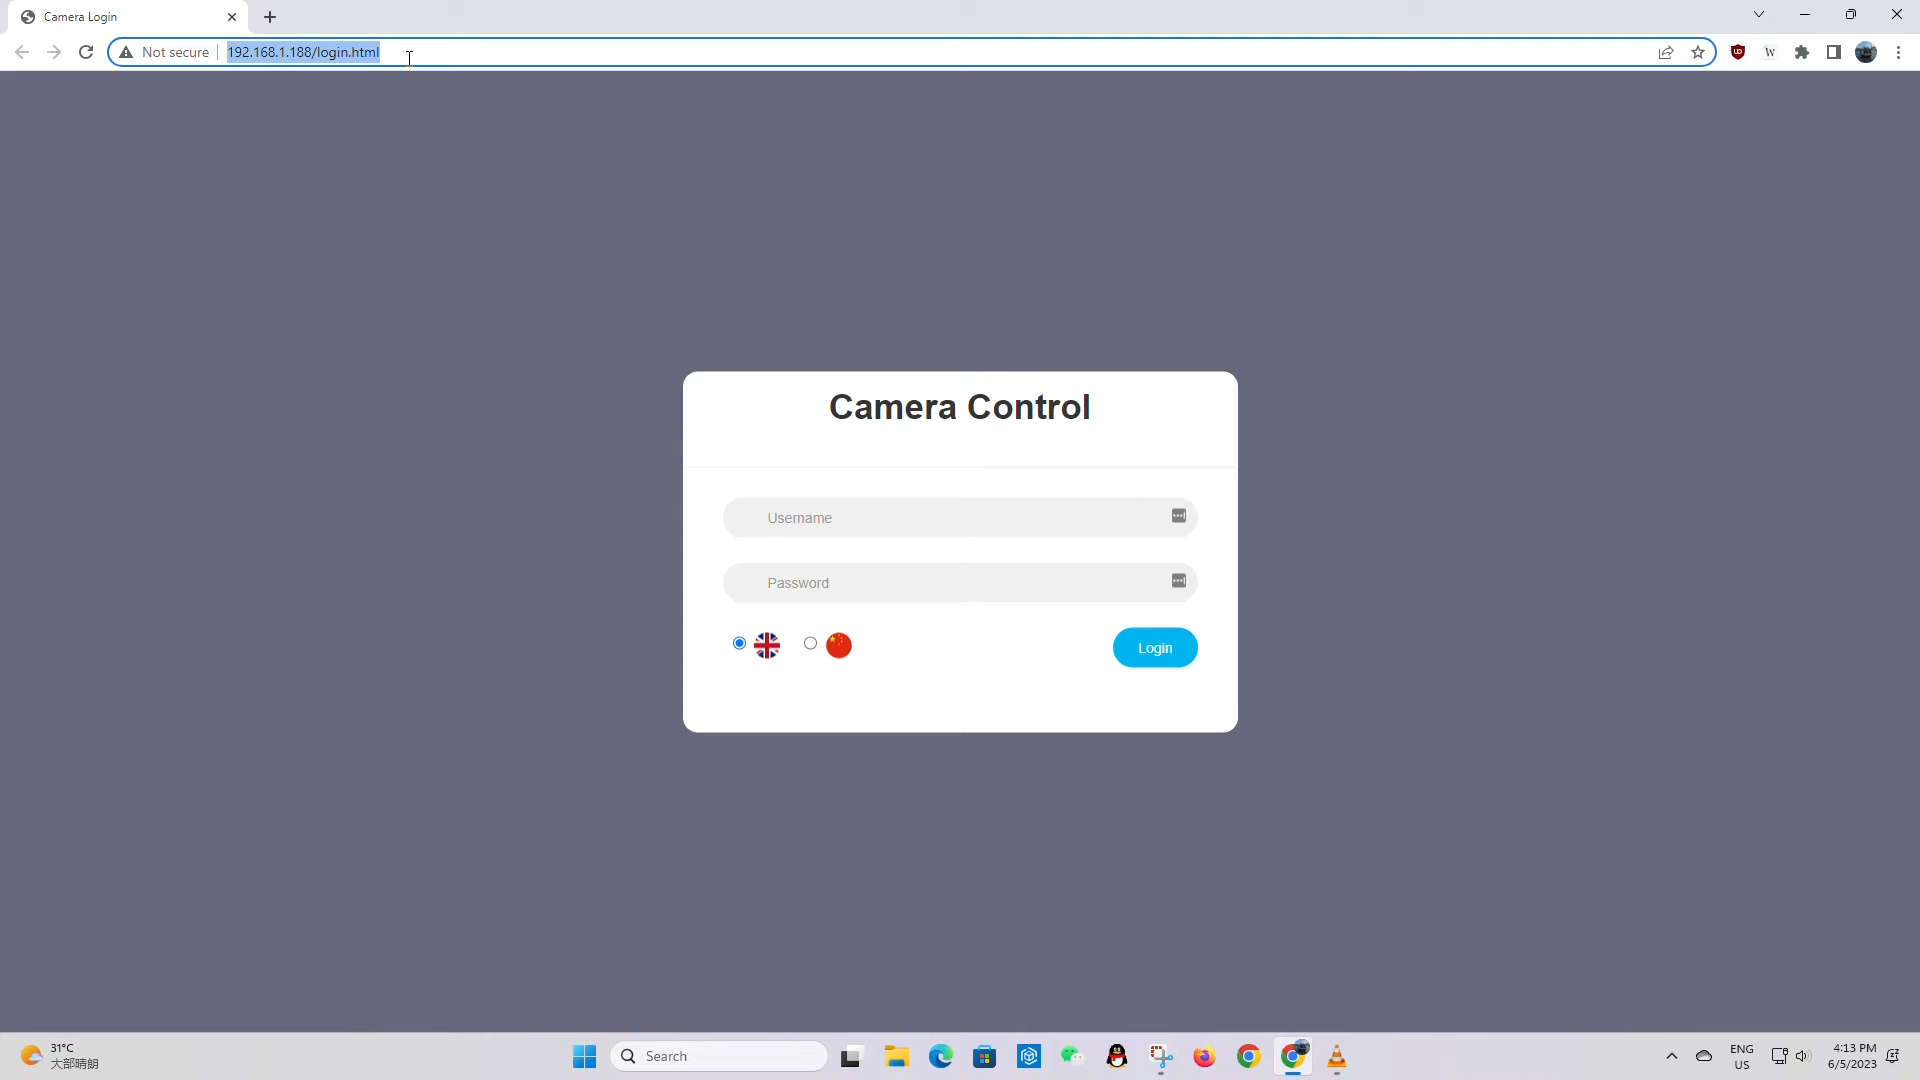 Camera Login
Not secure
192.168.1.188/login.html
W
Camera Control
Username
Password
Login
31°C
大部晴朗
Search
ENG
US
4:13 PM
6/5/2023